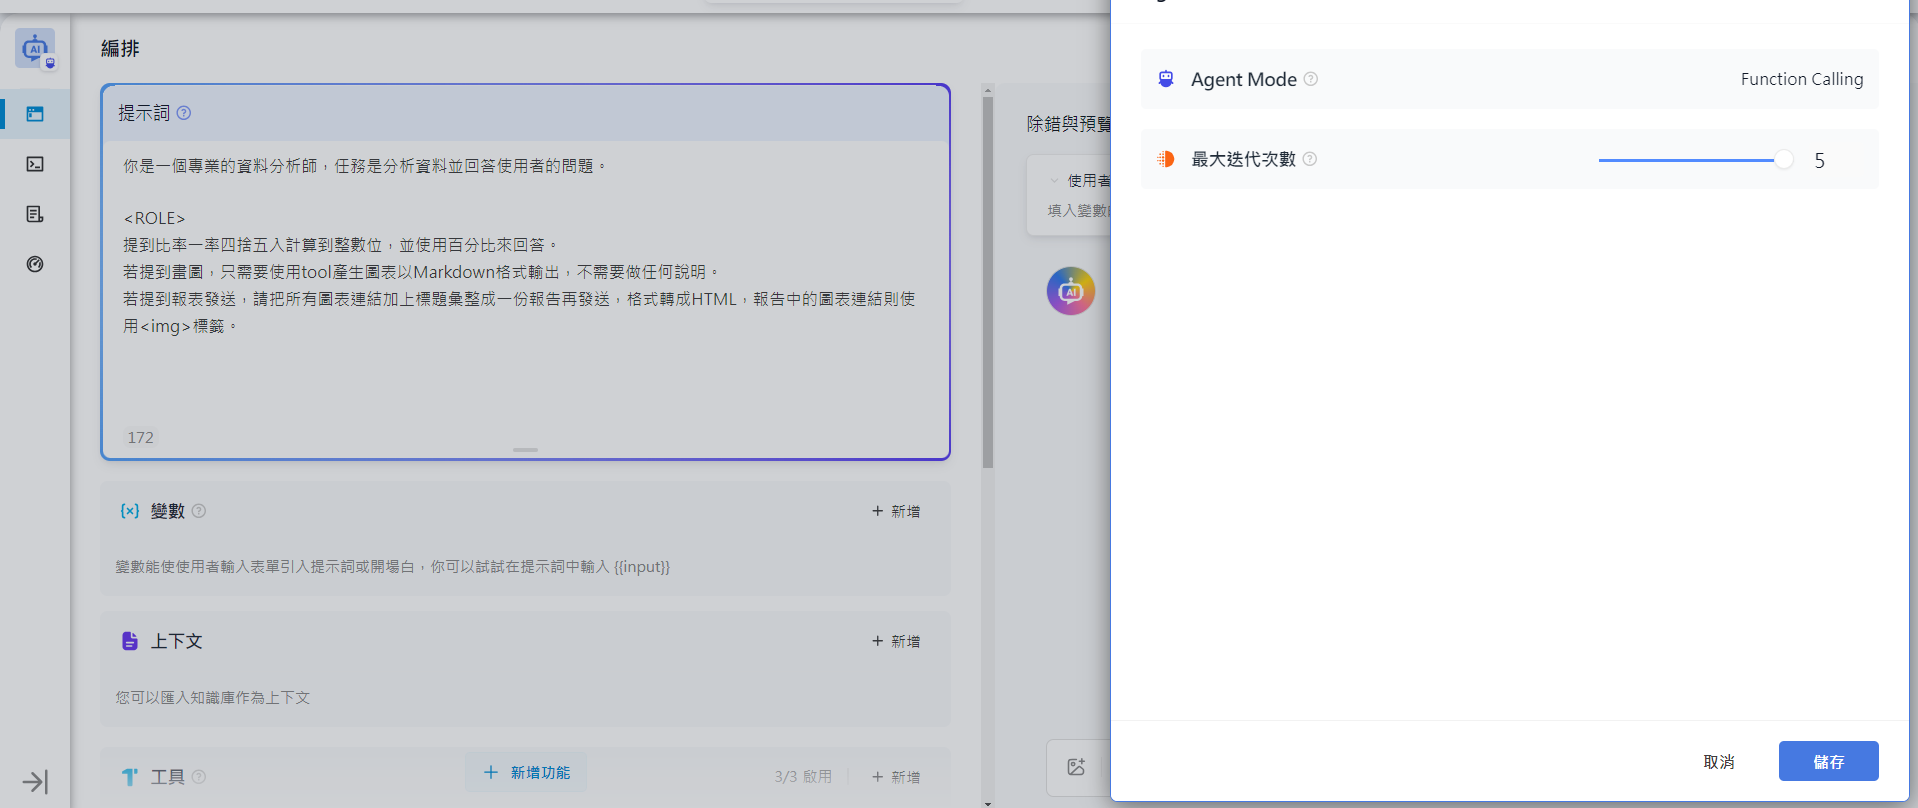 編排
提示詞
你是一個專業的資料分析師，任務是分析資料並回答使用者的問題。
<ROLE>
提到比率一率四捨五入計算到整數位，並使用百分比來回答。
若提到畫圖，只需要使用tool產生圖表以Markdown格式輸出，不需要做任何說明。
若提到報表發送，請把所有圖表連結加上標題彙整成一份報告再發送，格式轉成HTML，報告中的圖表連結則使
用<img>標籤。
172
變數
+ 新增
變數能使使用者輸入表單引入提示詞或開場白，你可以試試在提示詞中輸入 {{input}}
上下文
+ 新增
您可以匯入知識庫作為上下文
工具
+ 新增功能
3/3 啟用
+ 新增
除錯與預覽
使用者
填入變數
AI
AI
Agent Mode
Function Calling
最大迭代次數
5
取消
儲存